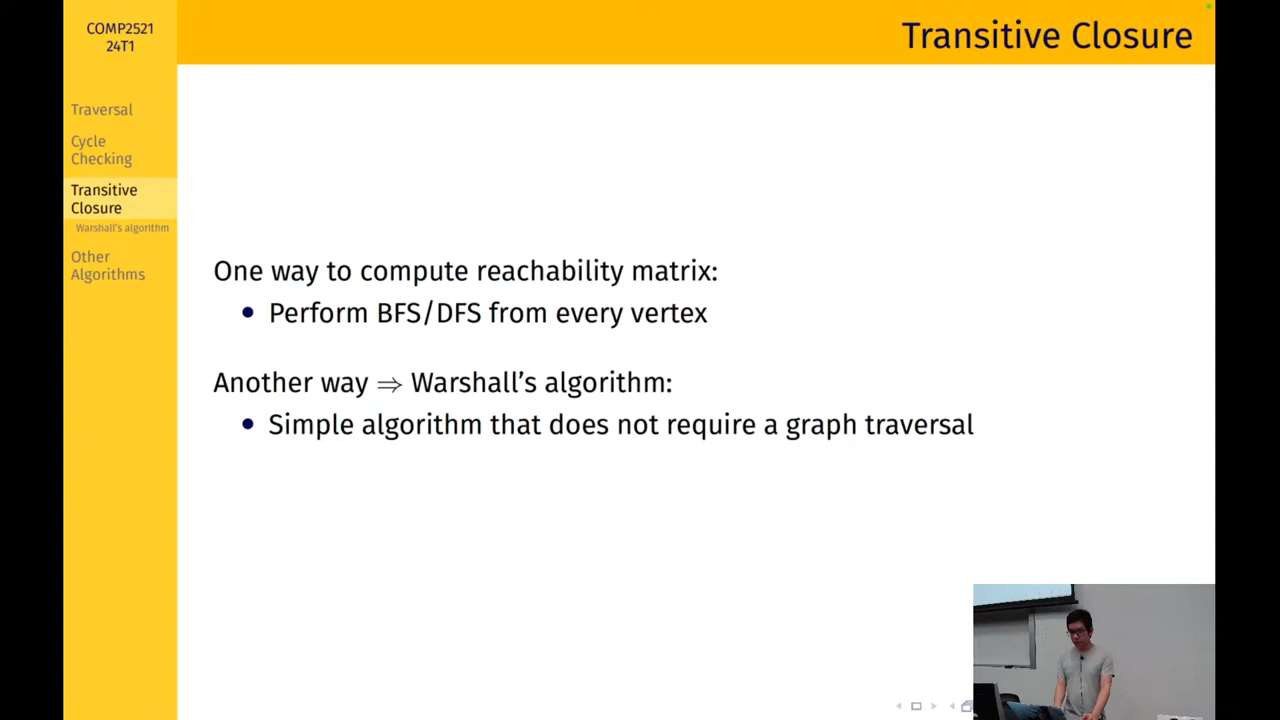 COMP2521
24T1
Transitive Closure
Traversal
Cycle
Checking
Transitive
Closure
Warshall's algorithm
Other
Algorithms
One way to compute reachability matrix:
• Perform BFS/DFS from every vertex
Another way ⇒ Warshall's algorithm:
• Simple algorithm that does not require a graph traversal